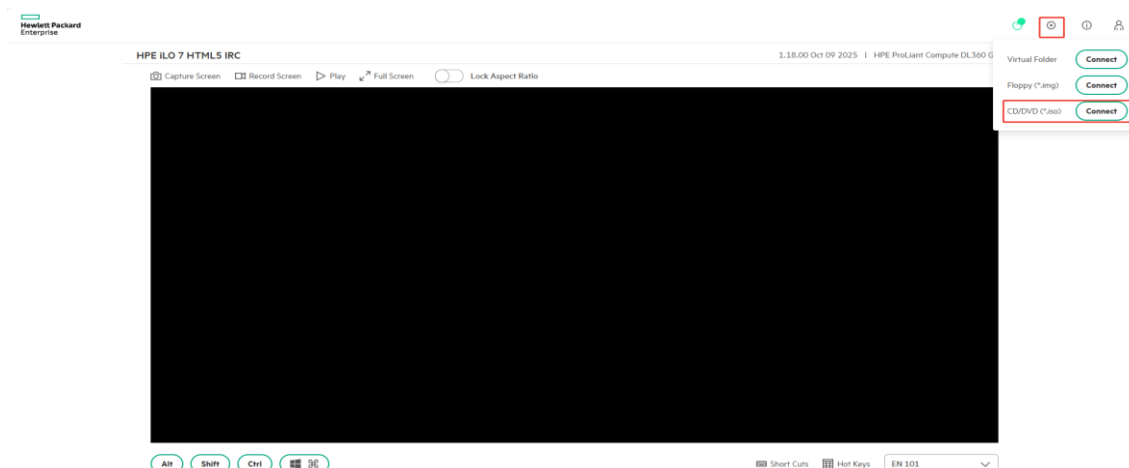 Hewlett Packard
Enterprise
HPE iLO 7 HTML5 IRC
1.18.00 Oct 09 2025 | HPE ProLiant Compute DL360 G
Capture Screen Record Screen Play Full Screen Lock Aspect Ratio
Virtual Folder Connect
Floppy (*.img) Connect
CD/DVD (*.iso) Connect
Alt Shift Ctrl Short Cuts Hot Keys EN 101